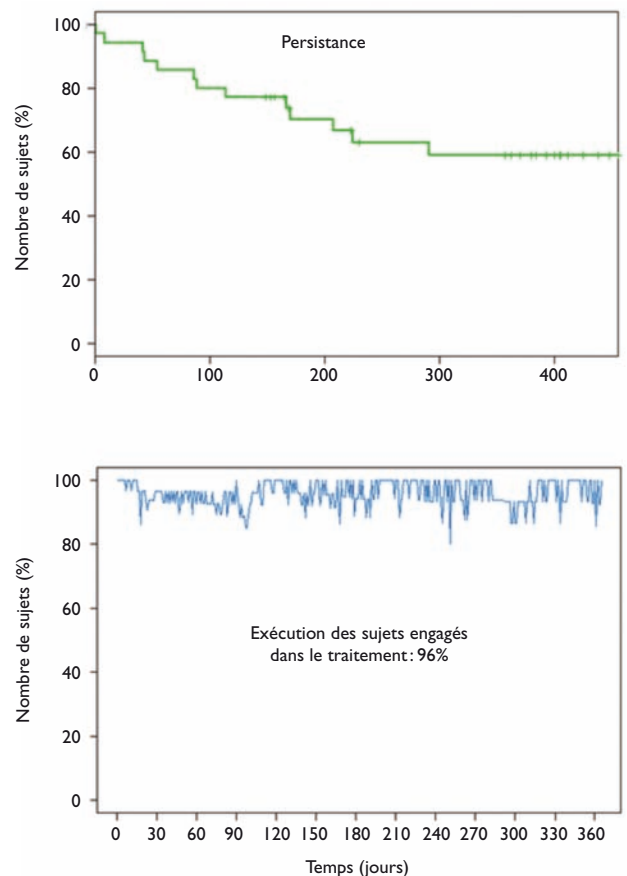 Persistance
Nombre de sujets (%)
100
80
60
40
20
0
0 100 200 300 400
Nombre de sujets (%)
100
80
60
40
20
0
Exécution des sujets engagés
dans le traitement : 96%
0 30 60 90 120 150 180 210 240 270 300 330 360
Temps (jours)